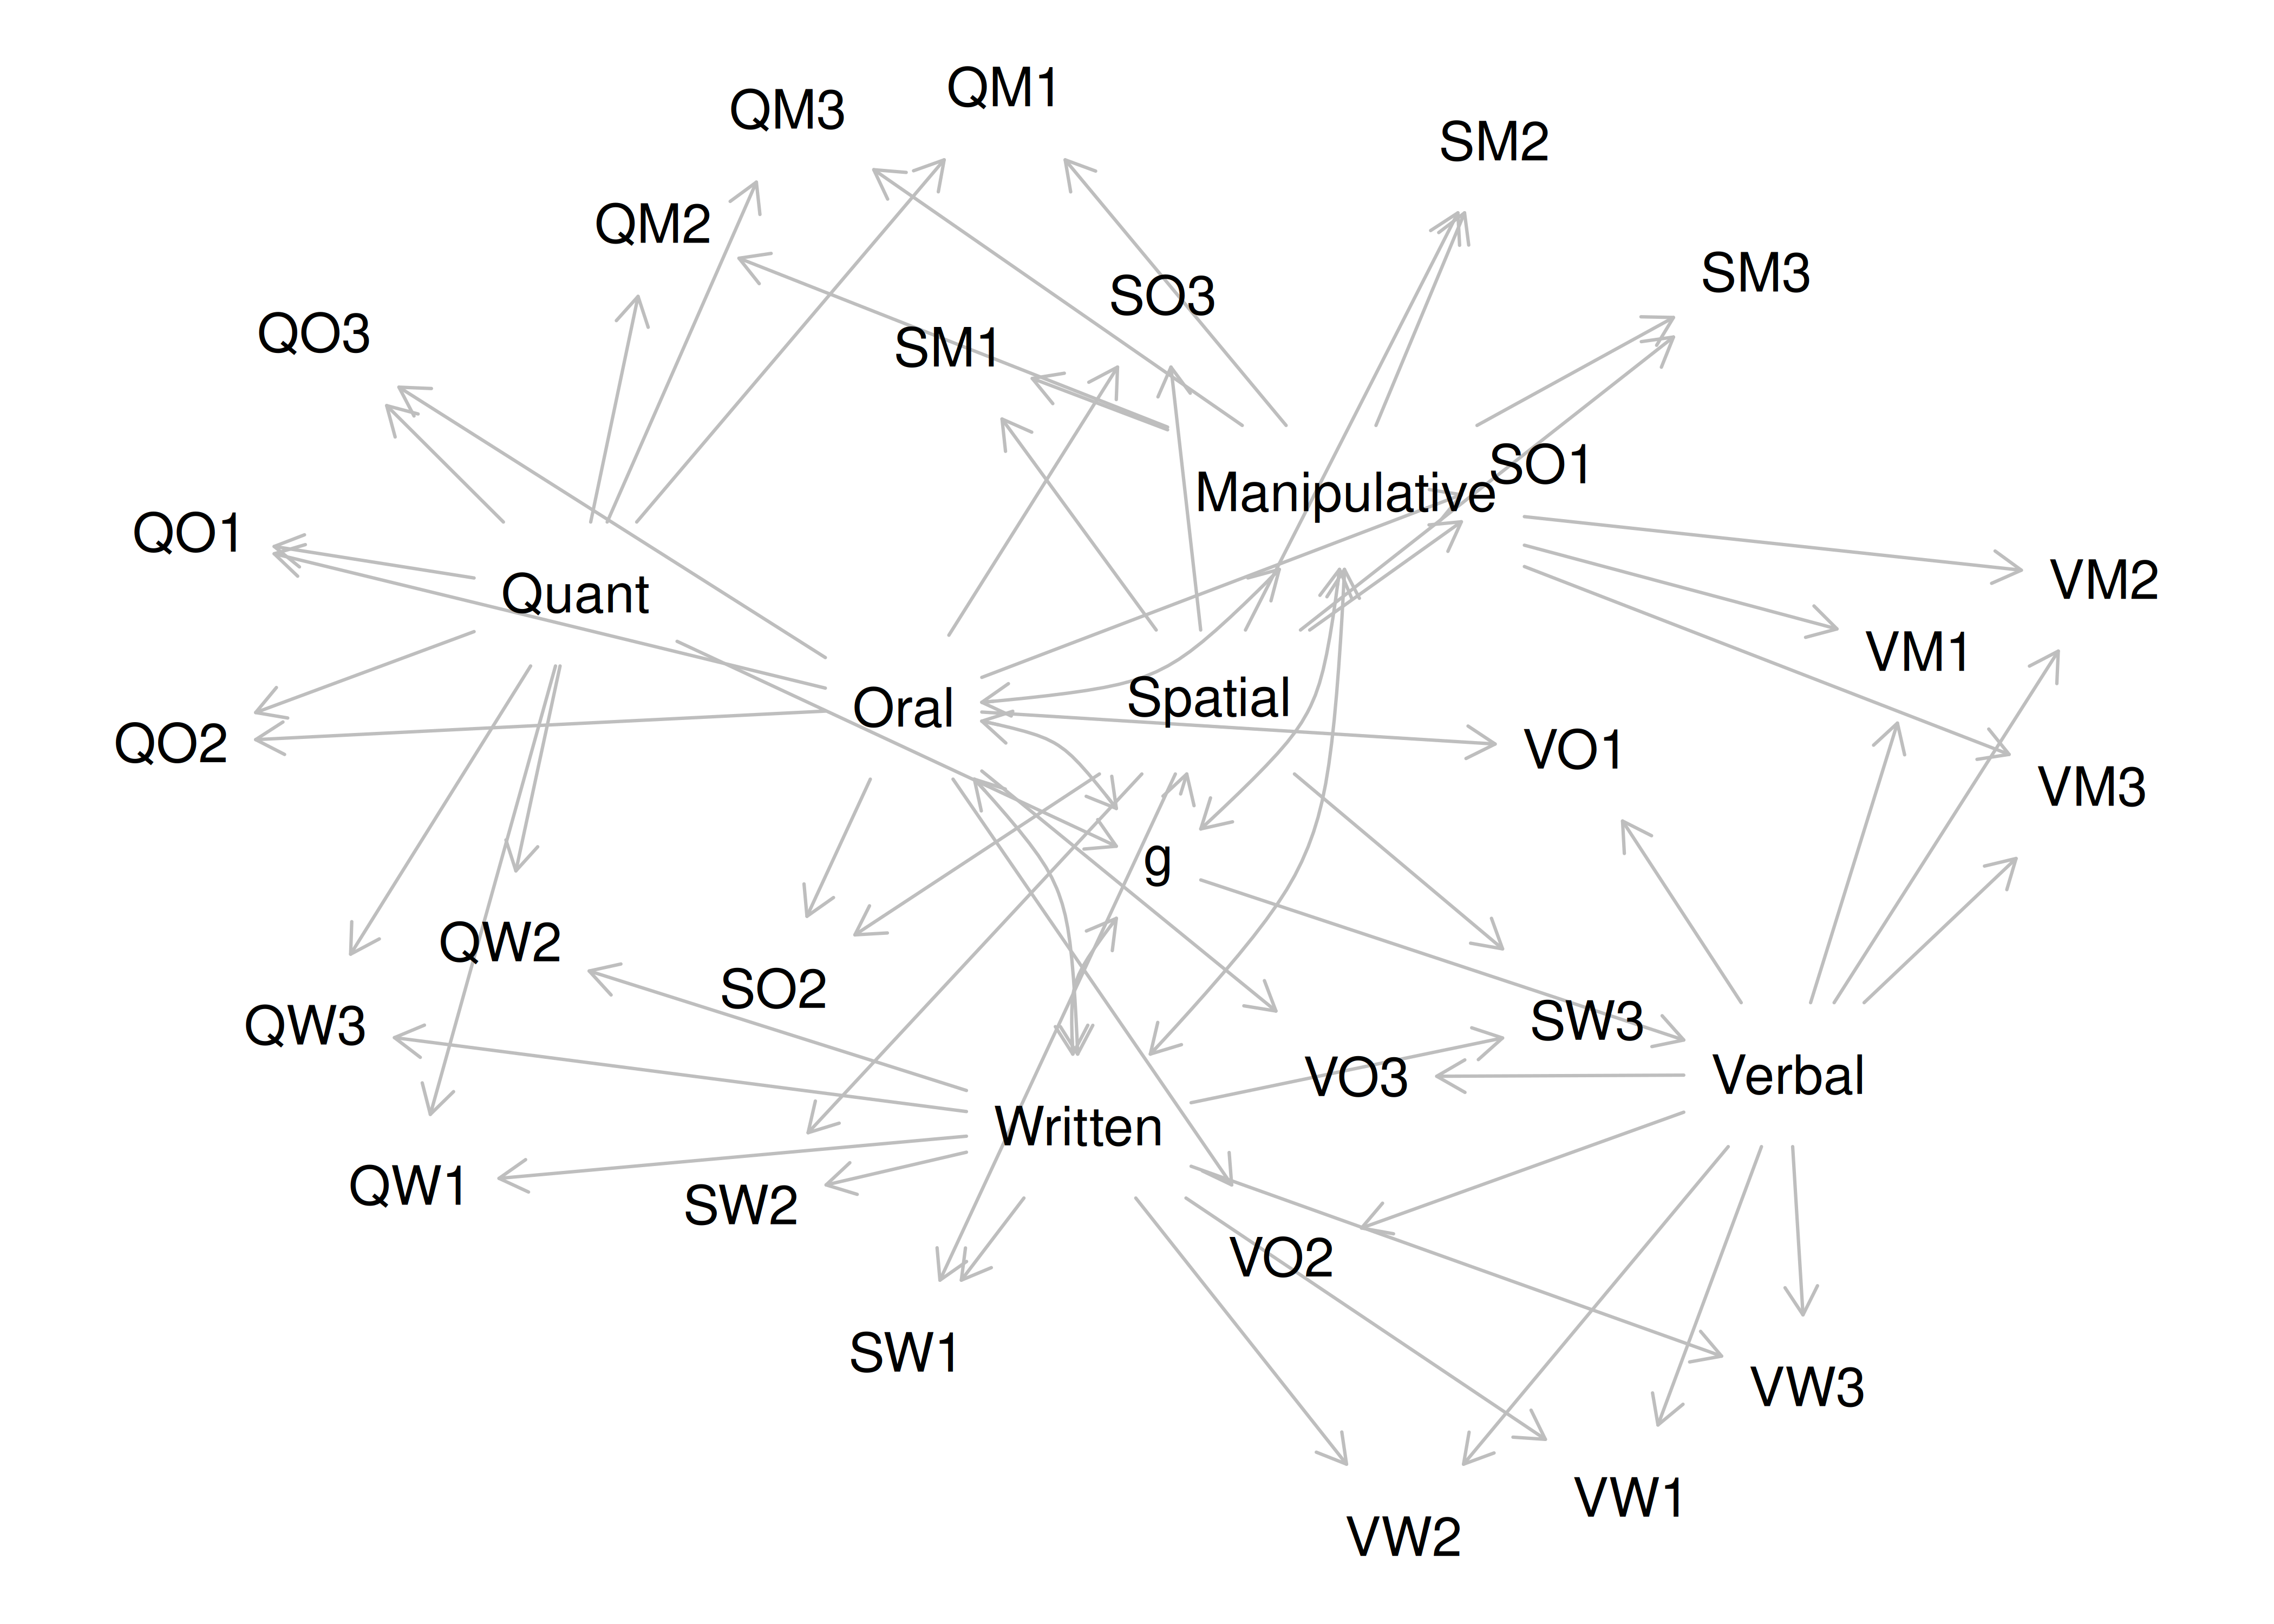 QM1
QM3
SM2
QM2
SM3
SO3
QO3
SM1
SO1
Manipulative
QO1
VM2
Quant
VM1
Spatial
Oral
QO2
VO1
VM3
g
QW2
SO2
SW3
QW3
Verbal
VO3
Written
QW1
SW2
VO2
SW1
VW3
VW1
VW2